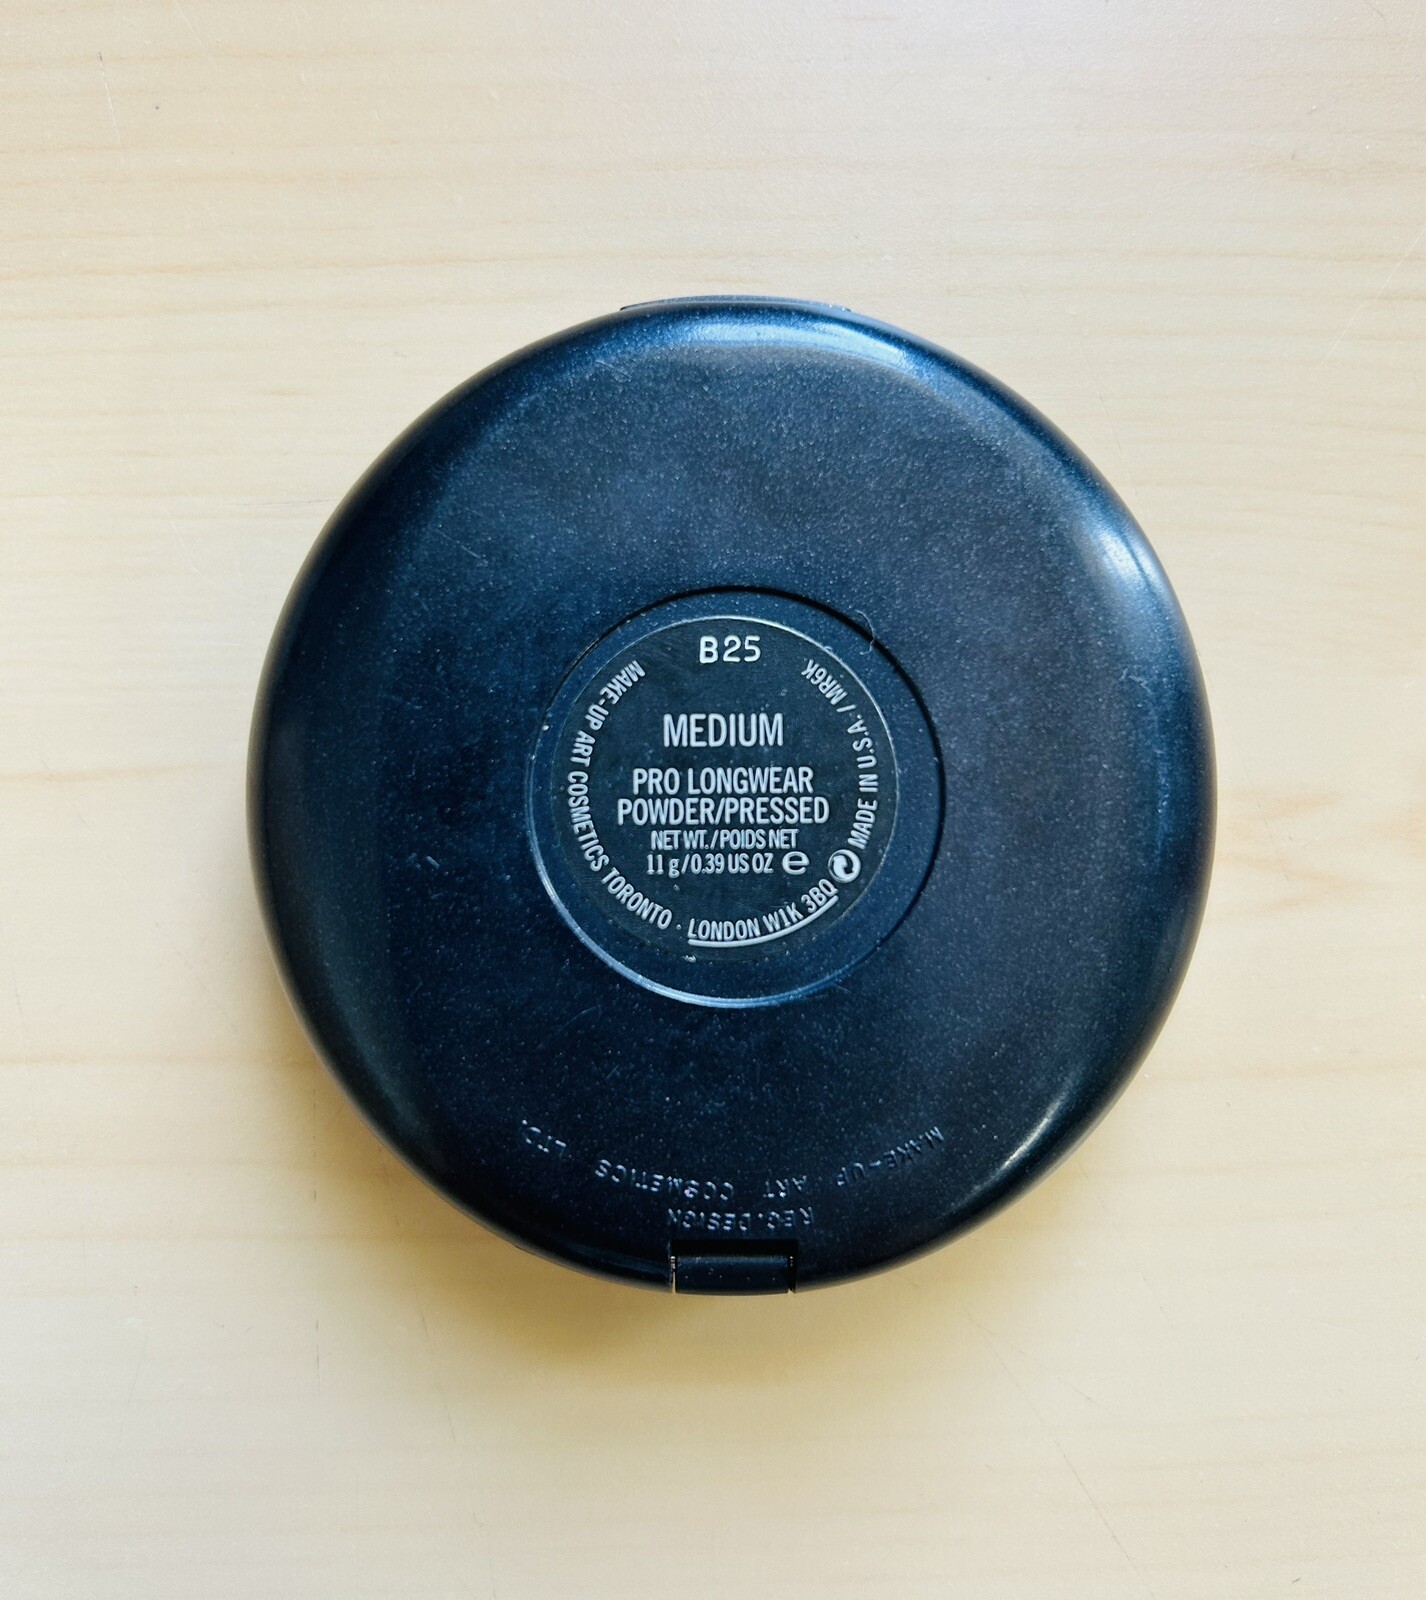 B25
MEDIUM
PRO LONGWEAR
POWDER/PRESSED
NET WT./POIDS NET
11 g/0.39 US OZ e
MAKE-UP ART COSMETICS TORONTO · LONDON W1K 3BQ
MADE IN U.S.A. / MR6K
MAKE-UP ART COSMETICS LTD.
REG.DESIGN